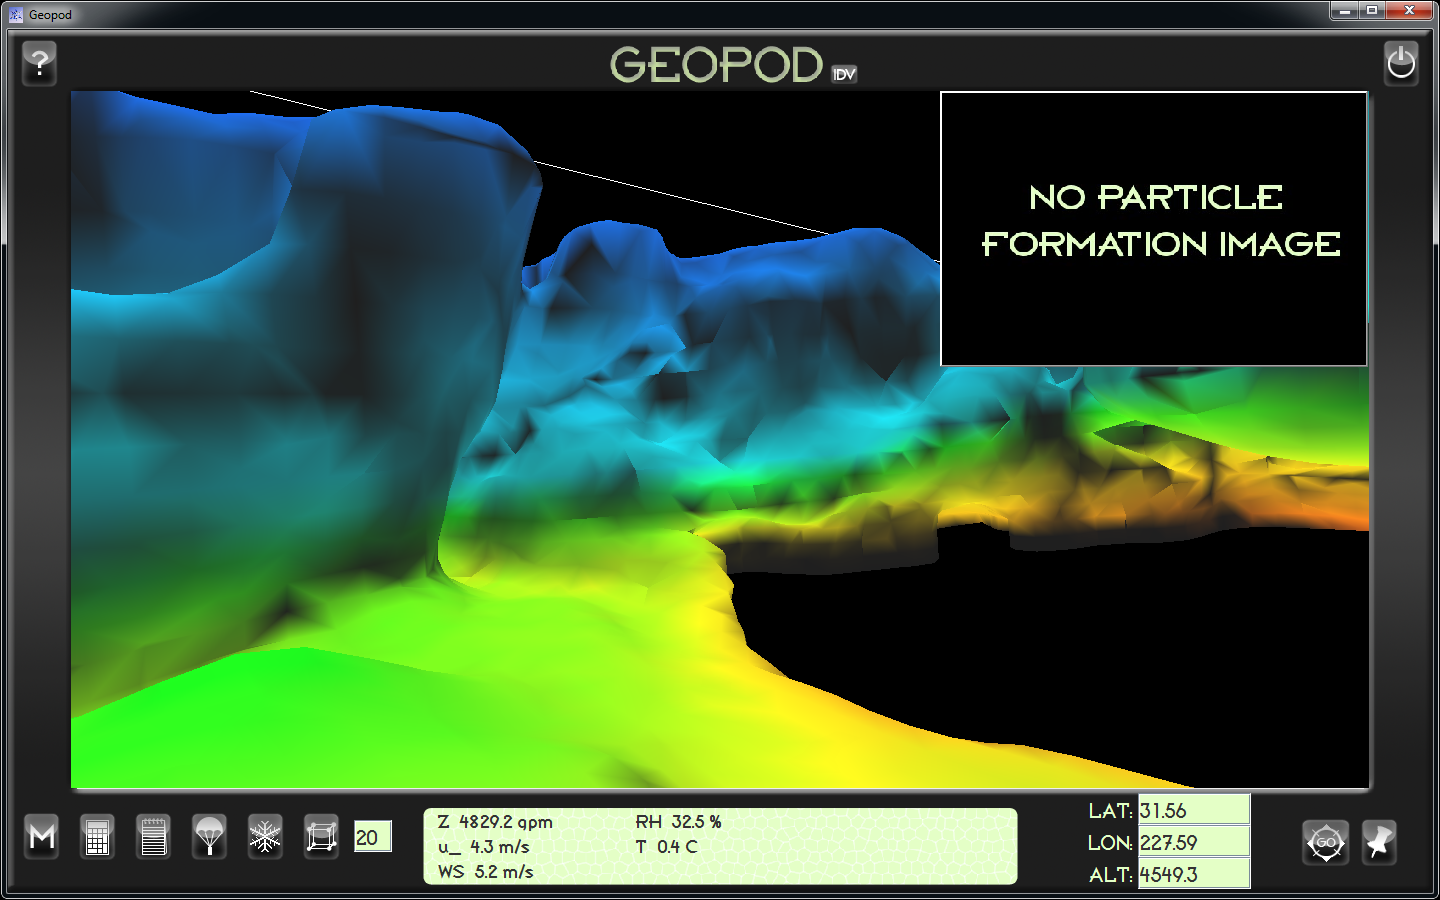 Geopod
?
GEOPOD IDV
NO PARTICLE
FORMATION IMAGE
M
20
Z 4829.2 gpm
u_ 4.3 m/s
WS 5.2 m/s
RH 32.5 %
T 0.4 C
LAT: 31.56
LON: 227.59
ALT: 4549.3
GO